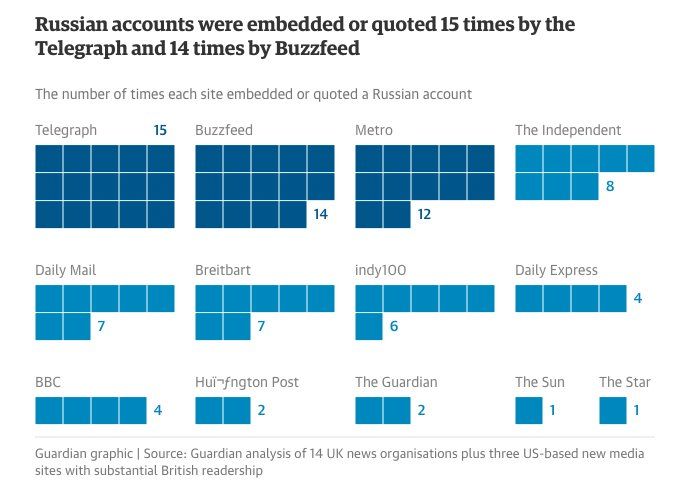 Russian accounts were embedded or quoted 15 times by the
Telegraph and 14 times by Buzzfeed
The number of times each site embedded or quoted a Russian account
Telegraph 15
Buzzfeed
14
Metro
12
The Independent
8
Daily Mail
7
Breitbart
7
indy100
6
Daily Express
4
BBC
4
Huï¬ƒngton Post
2
The Guardian
2
The Sun
1
The Star
1
Guardian graphic | Source: Guardian analysis of 14 UK news organisations plus three US-based new media
sites with substantial British readership